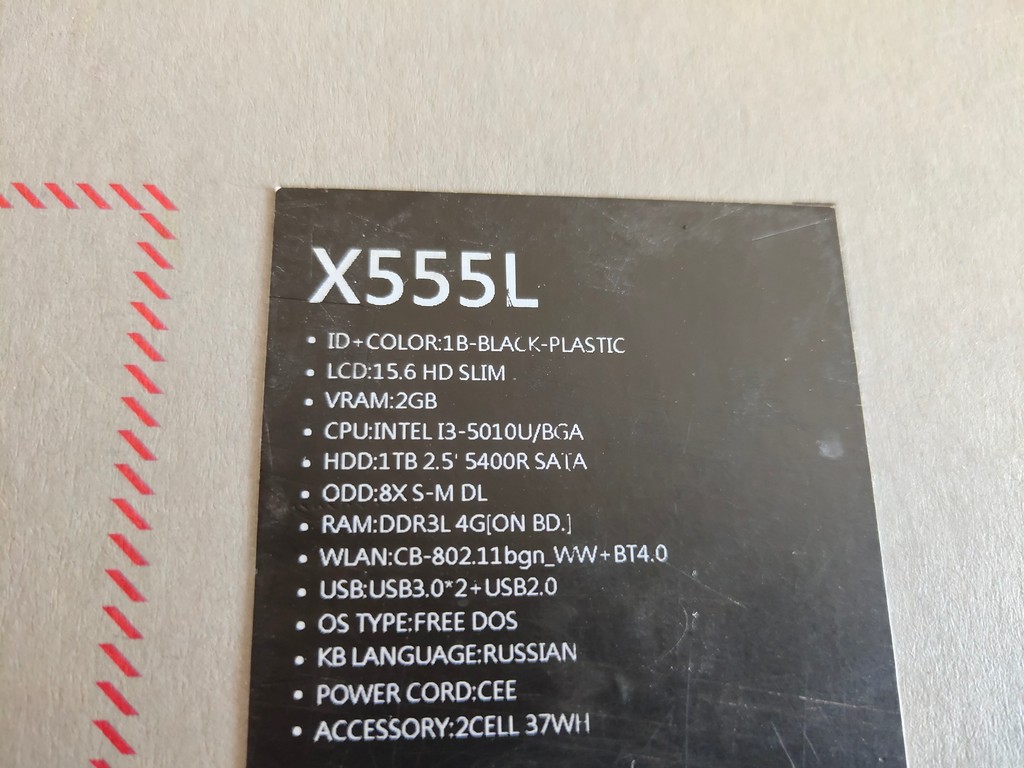 X555L
• ID+COLOR:1B-BLACK-PLASTIC
• LCD:15.6 HD SLIM
• VRAM:2GB
• CPU:INTEL I3-5010U/BGA
• HDD:1TB 2.5' 5400R SATA
• ODD:8X S-M DL
• RAM:DDR3L 4G[ON BD.]
• WLAN:CB-802.11bgn_WW+BT4.0
• USB:USB3.0*2+USB2.0
• OS TYPE:FREE DOS
• KB LANGUAGE:RUSSIAN
• POWER CORD:CEE
• ACCESSORY:2CELL 37WH